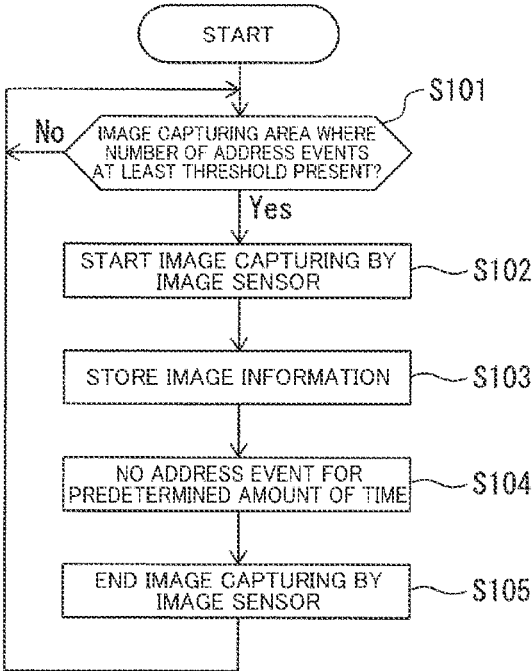 START
S101
No
IMAGE CAPTURING AREA WHERE
NUMBER OF ADDRESS EVENTS
AT LEAST THRESHOLD PRESENT?
Yes
START IMAGE CAPTURING BY
IMAGE SENSOR
S102
STORE IMAGE INFORMATION
S103
NO ADDRESS EVENT FOR
PREDETERMINED AMOUNT OF TIME
S104
END IMAGE CAPTURING BY
IMAGE SENSOR
S105